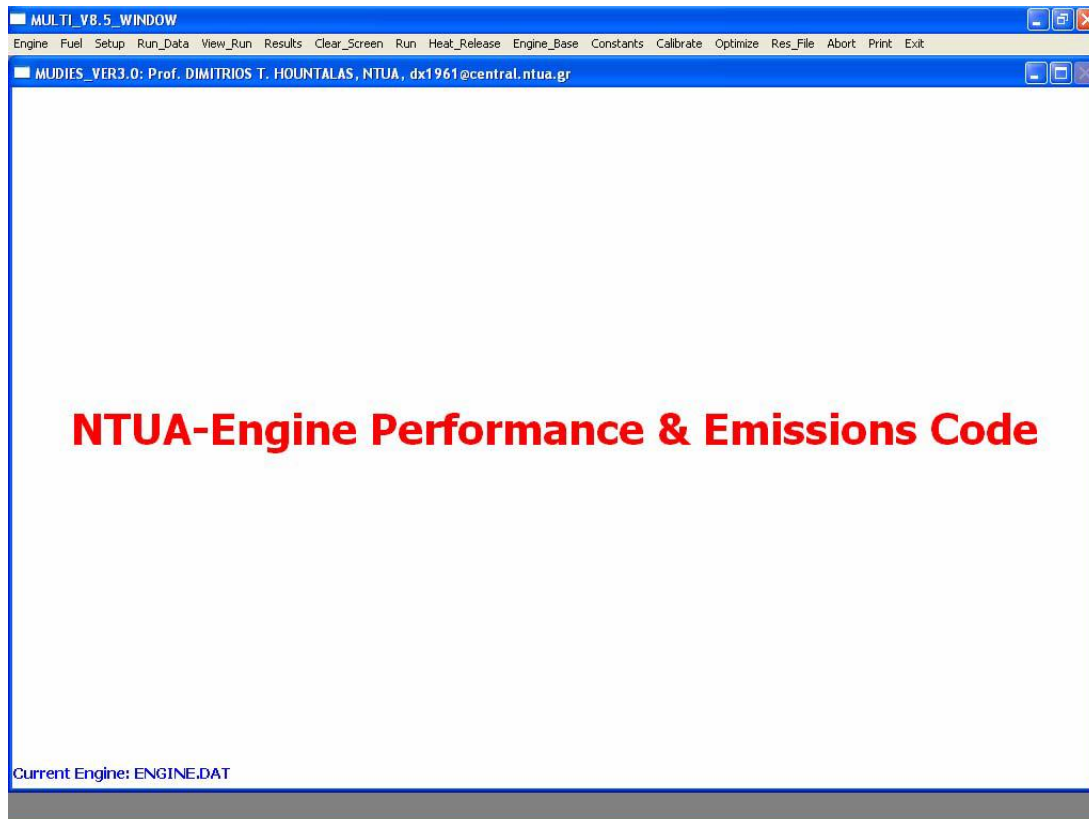 MULTI_V8.5_WINDOW
Engine Fuel Setup Run_Data View_Run Results Clear_Screen Run Heat_Release Engine_Base Constants Calibrate Optimize Res_File Abort Print Exit
MUDIES_VER3.0: Prof. DIMITRIOS T. HOUNTALAS, NTUA, dx1961@central.ntua.gr
NTUA-Engine Performance & Emissions Code
Current Engine: ENGINE.DAT